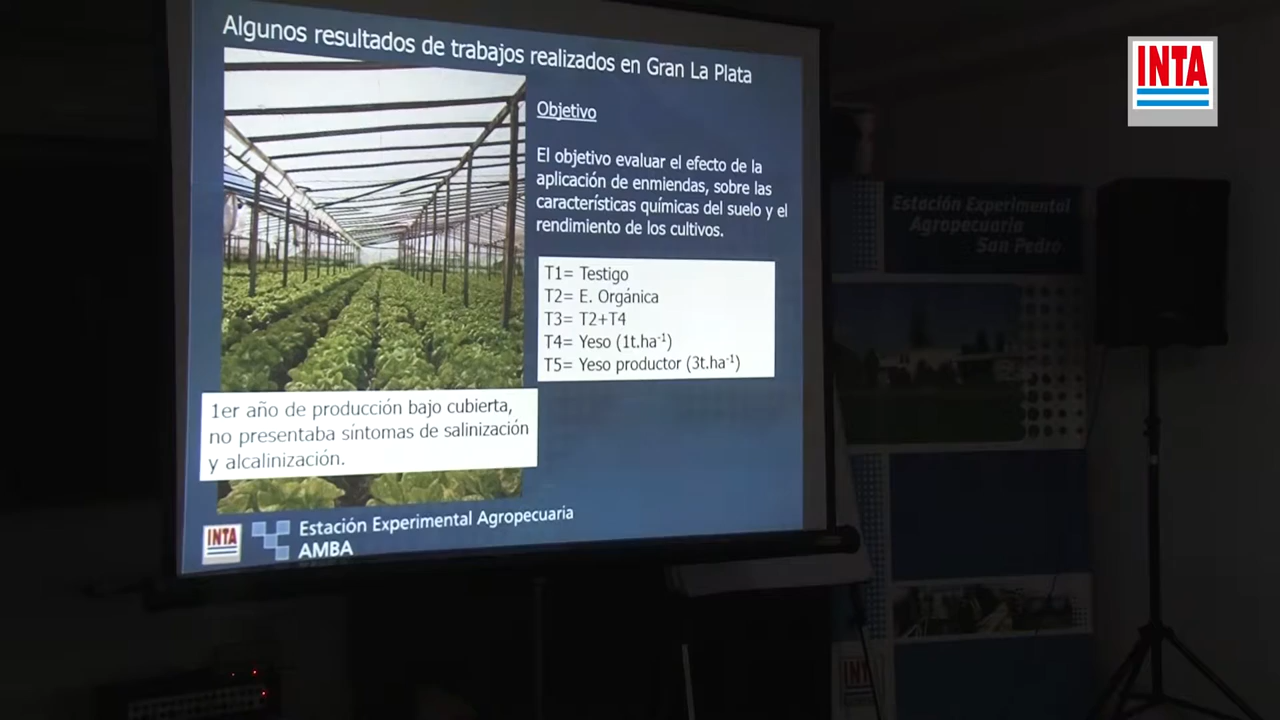 Algunos resultados de trabajos realizados en Gran La Plata
Objetivo
El objetivo evaluar el efecto de la
aplicación de enmiendas, sobre las
características químicas del suelo y el
rendimiento de los cultivos.
T1= Testigo
T2= E. Orgánica
T3= T2+T4
T4= Yeso (1t.ha⁻¹)
T5= Yeso productor (3t.ha⁻¹)
1er año de producción bajo cubierta,
no presentaba síntomas de salinización
y alcalinización.
INTA
Estación Experimental Agropecuaria
AMBA
INTA
Estación Experimental
Agropecuaria
San Pedro
INTA